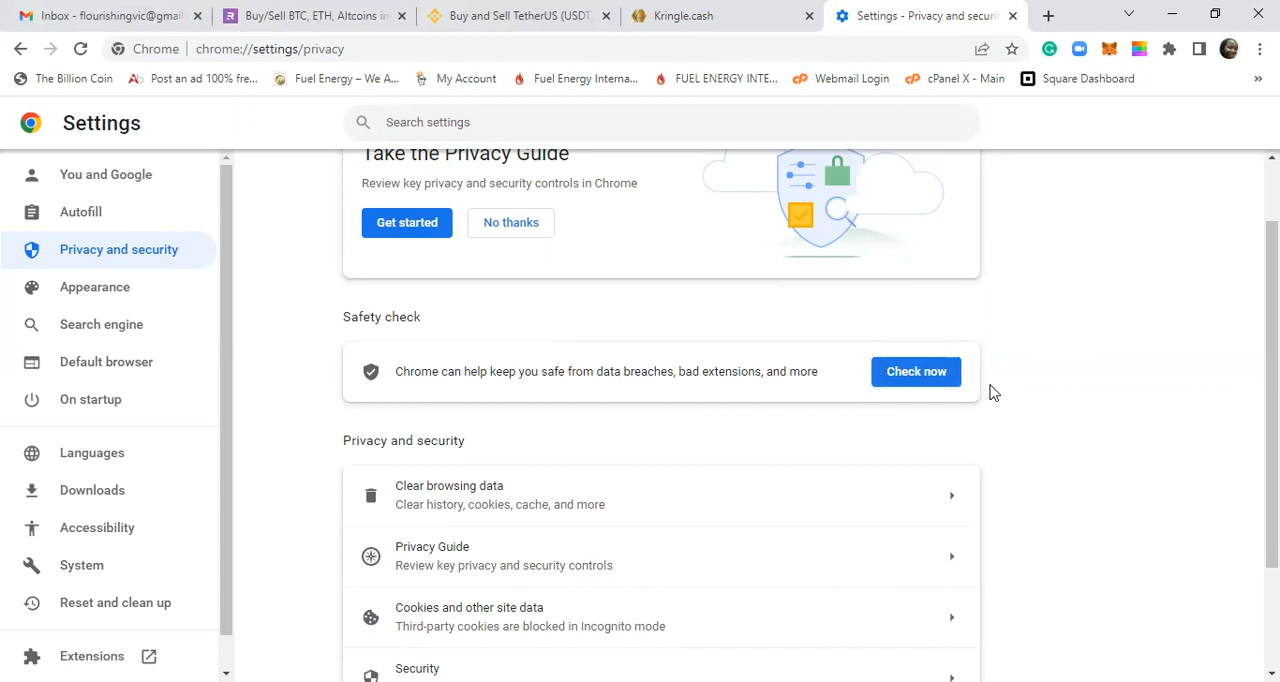 Inbox - flourishingvic@gmail
Buy/Sell BTC, ETH, Altcoins in
Buy and Sell TetherUS (USDT)
Kringle.cash
Settings - Privacy and securit
Chrome
chrome://settings/privacy
The Billion Coin
Post an ad 100% fre...
Fuel Energy – We A...
My Account
Fuel Energy Interna...
FUEL ENERGY INTE...
Webmail Login
cPanel X - Main
Square Dashboard
»
Settings
Search settings
You and Google
Autofill
Privacy and security
Appearance
Search engine
Default browser
On startup
Languages
Downloads
Accessibility
System
Reset and clean up
Extensions
Take the Privacy Guide
Review key privacy and security controls in Chrome
Get started
No thanks
Safety check
Chrome can help keep you safe from data breaches, bad extensions, and more
Check now
Privacy and security
Clear browsing data
Clear history, cookies, cache, and more
Privacy Guide
Review key privacy and security controls
Cookies and other site data
Third-party cookies are blocked in Incognito mode
Security